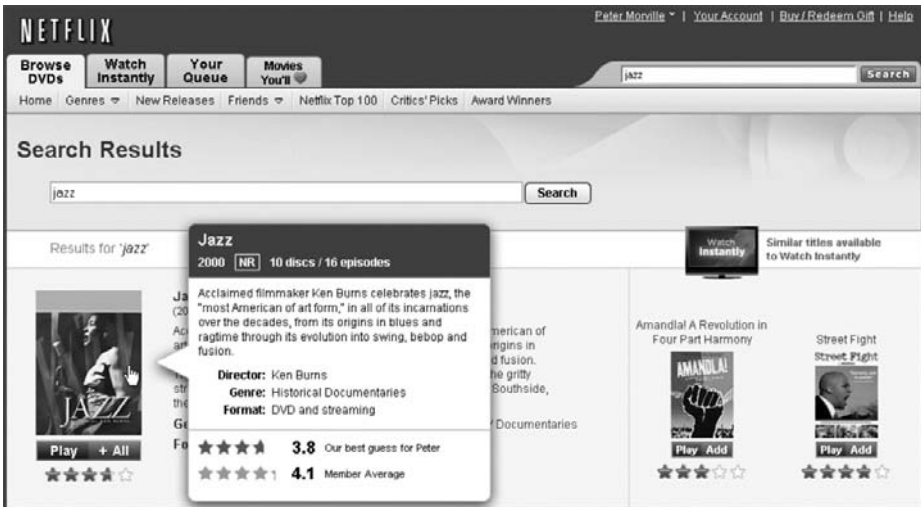 NETFLIX
Peter Morville | Your Account | Buy/Redeem Gift | Help
Browse DVDs
Watch Instantly
Your Queue
Movies You'll
jazz
Search
Home Genres New Releases Friends Netflix Top 100 Critics' Picks Award Winners
Search Results
jazz
Search
Results for 'jazz'
Watch Instantly
Similar titles available
to Watch Instantly
Jazz
2000 NR 10 discs / 16 episodes
Acclaimed filmmaker Ken Burns celebrates jazz, the
"most American of art form," in all of its incarnations
over the decades, from its origins in blues and
ragtime through its evolution into swing, bebop and
fusion.
Director: Ken Burns
Genre: Historical Documentaries
Format: DVD and streaming
3.8 Our best guess for Peter
4.1 Member Average
JAZZ
Play + All
merican of
rigins in
d fusion.
he gritty
Southside,
Documentaries
Amandla! A Revolution in
Four Part Harmony
AMANDLA!
Play Add
Street Fight
Street Fight
Play Add